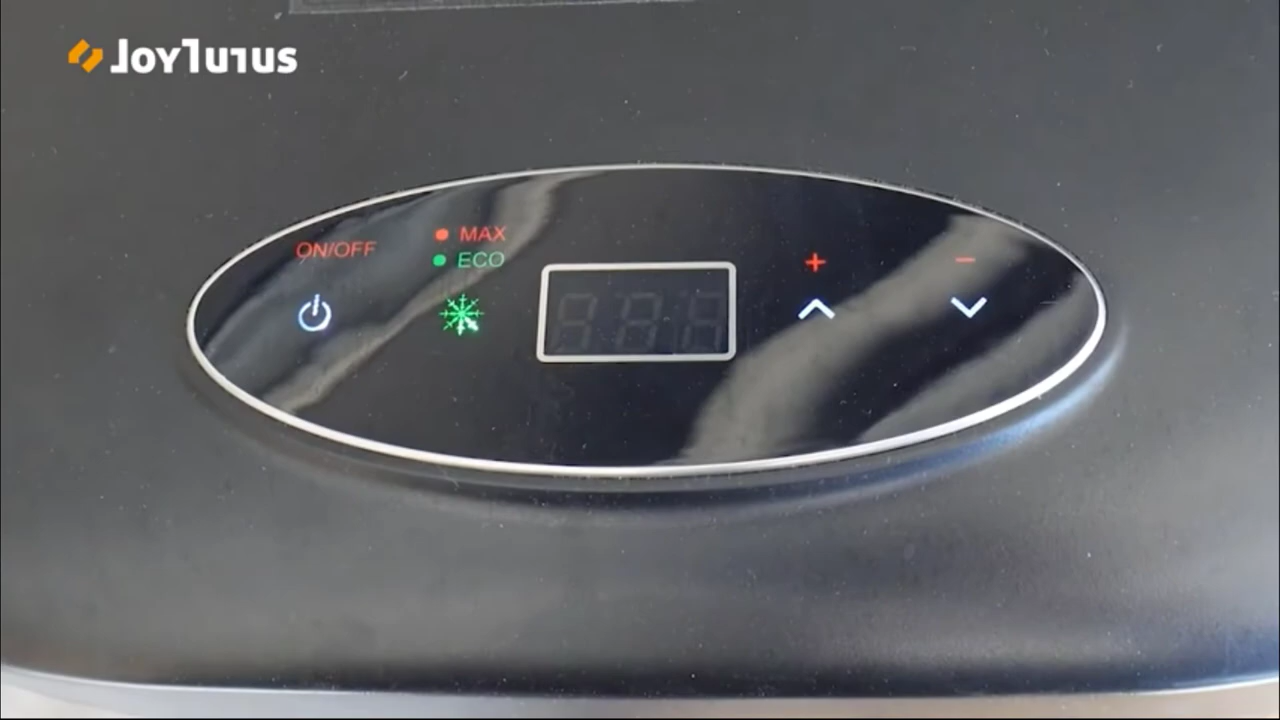 JOYTUTUS
ON/OFF
MAX
ECO
+
−